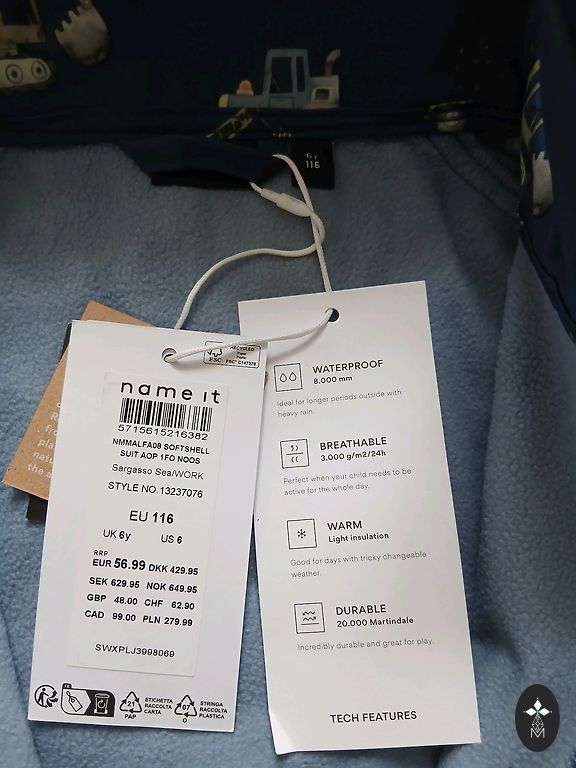 6Y
116
RECYCLED
FSC
FSC® C147376
name it
5715615216382
NMMALFA08 SOFTSHELL
SUIT AOP 1FO NOOS
Sargasso Sea/WORK
STYLE NO.13237076
EU 116
UK 6y US 6
RRP
EUR 56.99 DKK 429.95
SEK 629.95 NOK 649.95
GBP 48.00 CHF 62.90
CAD 99.00 PLN 279.99
SWXPLJ3998069
21
PAP
ETICHETTA
RACCOLTA
CARTA
07
O
STRINGA
RACCOLTA
PLASTICA
WATERPROOF
8.000 mm
Ideal for longer periods outside with
heavy rain.
BREATHABLE
3.000 g/m2/24h
Perfect when your child needs to be
active for the whole day.
WARM
Light insulation
Good for days with tricky changeable
weather.
DURABLE
20.000 Martindale
Incredibly durable and great for play.
TECH FEATURES
M